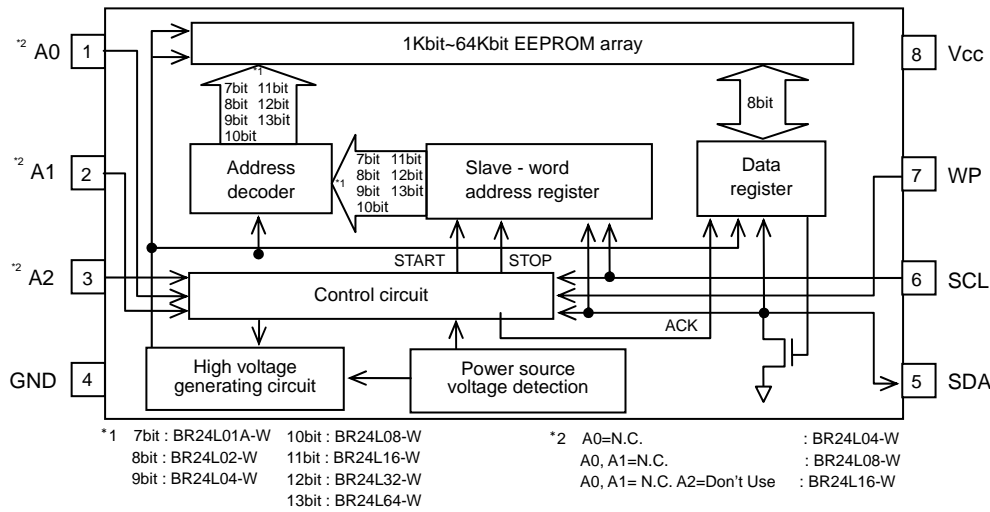 1Kbit~64Kbit EEPROM array
*2 A0 1
8 Vcc
*1
7bit 11bit
8bit 12bit
9bit 13bit
10bit
8bit
*2 A1 2
Address
decoder
*1
7bit 11bit
8bit 12bit
9bit 13bit
10bit
Slave - word
address register
Data
register
7 WP
START STOP
*2 A2 3
Control circuit
6 SCL
ACK
GND 4
High voltage
generating circuit
Power source
voltage detection
5 SDA
*1 7bit : BR24L01A-W 10bit : BR24L08-W
8bit : BR24L02-W 11bit : BR24L16-W
9bit : BR24L04-W 12bit : BR24L32-W
13bit : BR24L64-W
*2 A0=N.C. : BR24L04-W
A0, A1=N.C. : BR24L08-W
A0, A1= N.C. A2=Don't Use : BR24L16-W